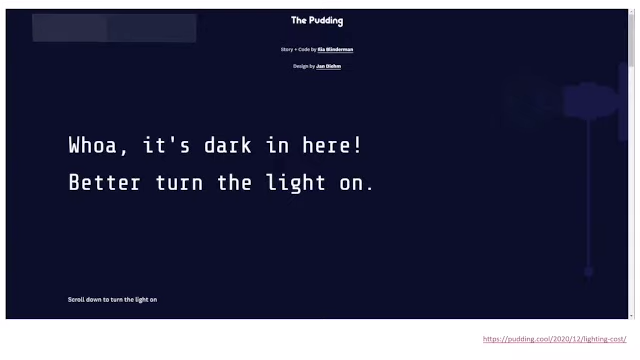 The Pudding
Story + Code by Ilia Blinderman
Design by Jan Diehm
Whoa, it's dark in here!
Better turn the light on.
Scroll down to turn the light on
https://pudding.cool/2020/12/lighting-cost/